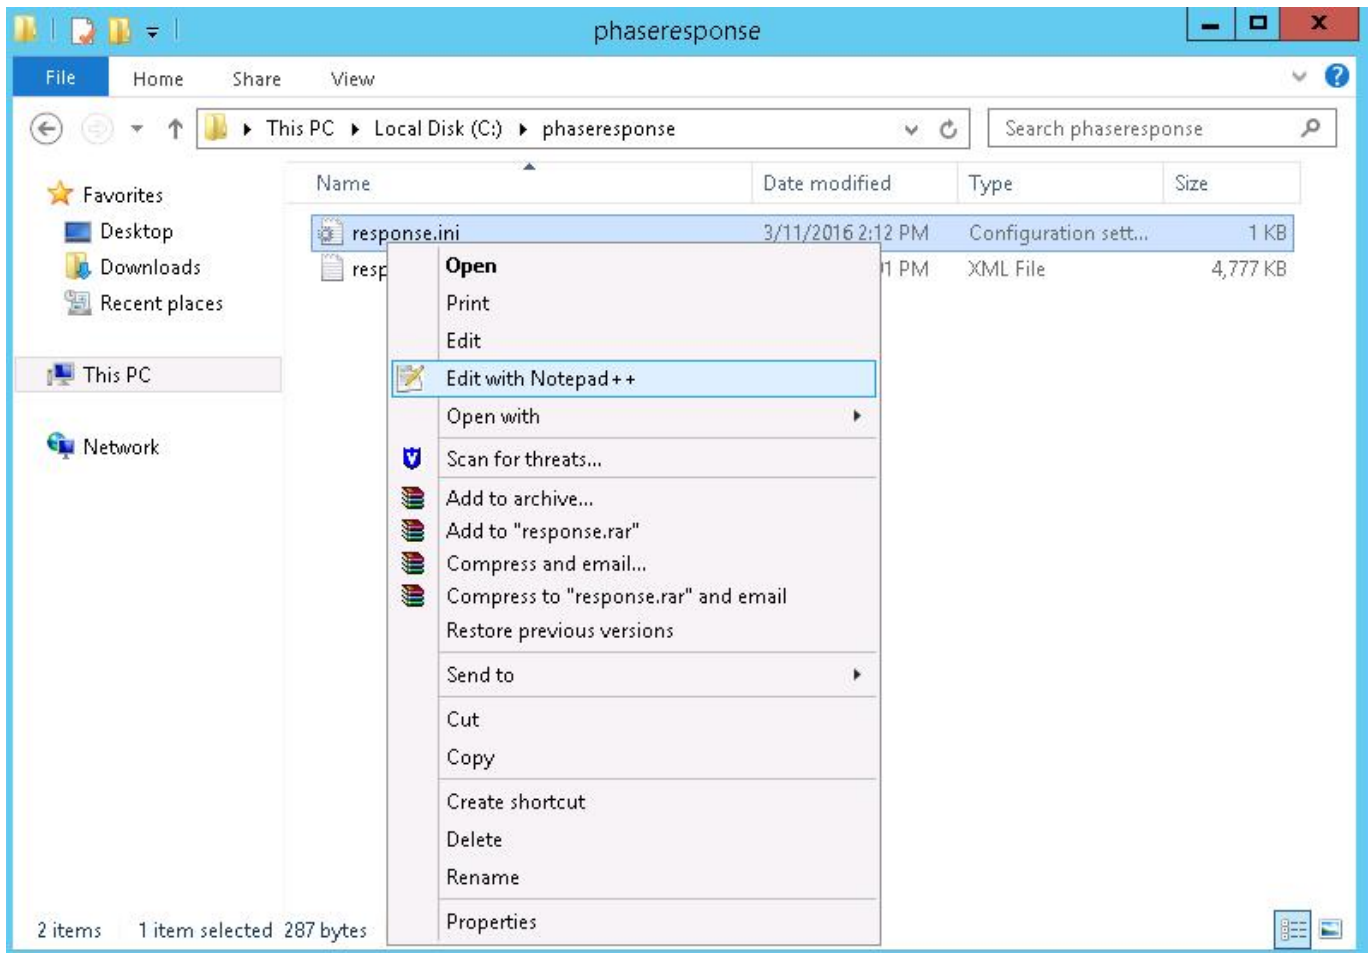 phaseresponse
File Home Share View
This PC Local Disk (C:) phaseresponse Search phaseresponse
Name Date modified Type Size
Favorites
Desktop
Downloads
Recent places
This PC
Network
response.ini 3/11/2016 2:12 PM Configuration sett... 1 KB
resp 1 PM XML File 4,777 KB
Open
Print
Edit
Edit with Notepad++
Open with
Scan for threats...
Add to archive...
Add to "response.rar"
Compress and email...
Compress to "response.rar" and email
Restore previous versions
Send to
Cut
Copy
Create shortcut
Delete
Rename
Properties
2 items 1 item selected 287 bytes